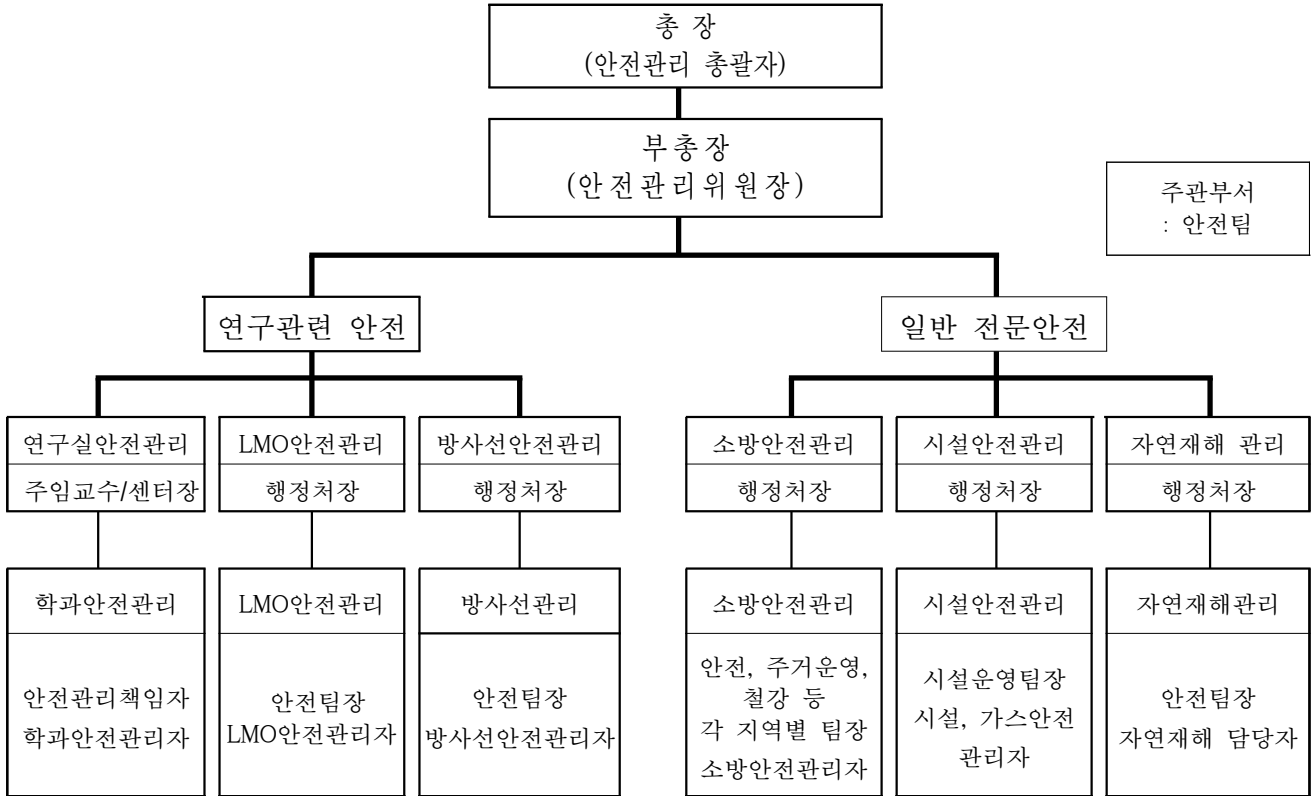 총 장
(안전관리 총괄자)
부총장
(안전관리위원장)
주관부서
: 안전팀
연구관련 안전
일반 전문안전
연구실안전관리
주임교수/센터장
LMO안전관리
행정처장
방사선안전관리
행정처장
소방안전관리
행정처장
시설안전관리
행정처장
자연재해 관리
행정처장
학과안전관리
안전관리책임자
학과안전관리자
LMO안전관리
안전팀장
LMO안전관리자
방사선관리
안전팀장
방사선안전관리자
소방안전관리
안전, 주거운영,
철강 등
각 지역별 팀장
소방안전관리자
시설안전관리
시설운영팀장
시설, 가스안전
관리자
자연재해관리
안전팀장
자연재해 담당자